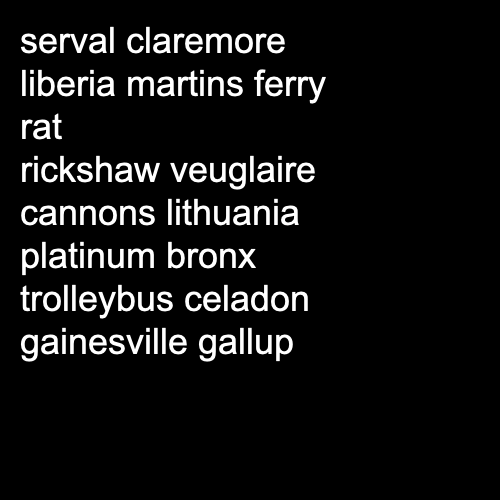 serval claremore
liberia martins ferry
rat
rickshaw veuglaire
cannons lithuania
platinum bronx
trolleybus celadon
gainesville gallup